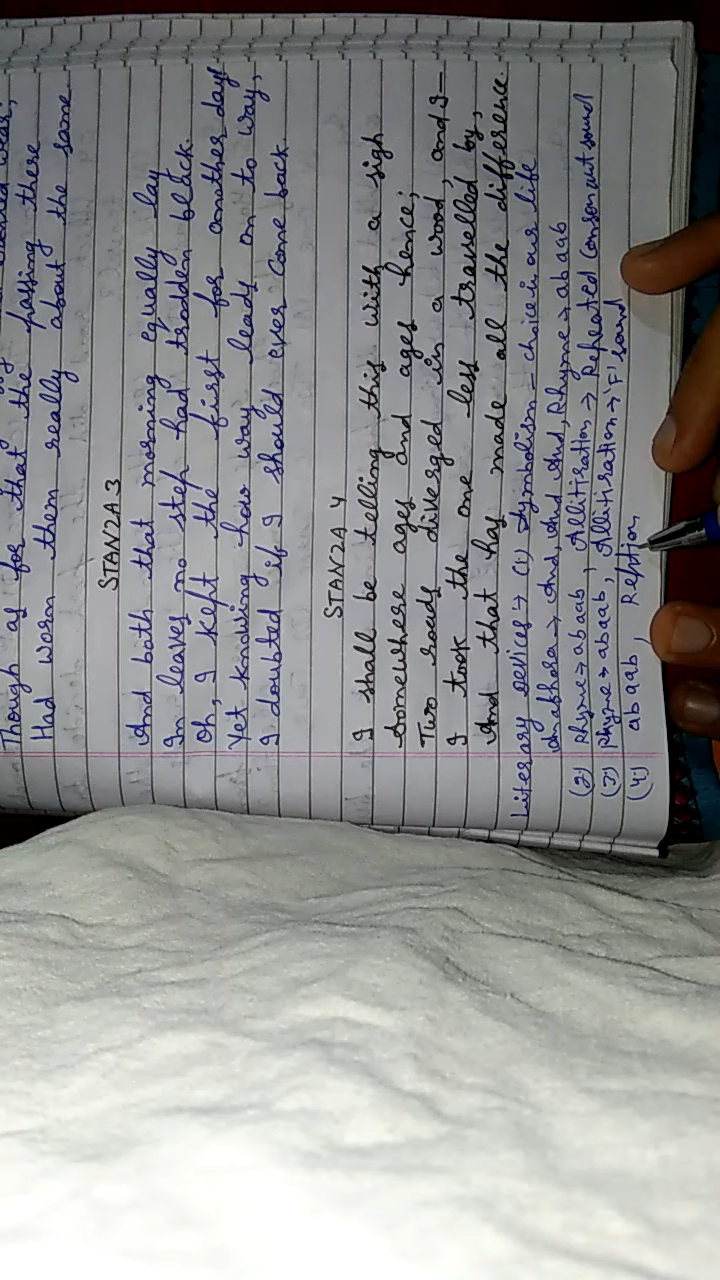 Though as for that the passing there
Had worn them really about the same
STANZA 3
And both that morning equally lay
In leaves no step had trodden black.
Oh, I kept the first for another day!
Yet knowing how way leads on to way,
I doubted if I should ever come back.
STANZA 4
I shall be telling this with a sigh
Somewhere ages and ages hence;
Two roads diverged in a wood, and I—
I took the one less travelled by,
And that has made all the difference.
Literary devices → (1) Symbolism - choice in our life
Anabhora → And, And And And, Rhyme → abaab
(2) Rhyme → abaab, Allitiration → Repeated consonant sound
(3) Rhyme → abaab, Allitiration → 'F' sound
(4) abaab, Reption